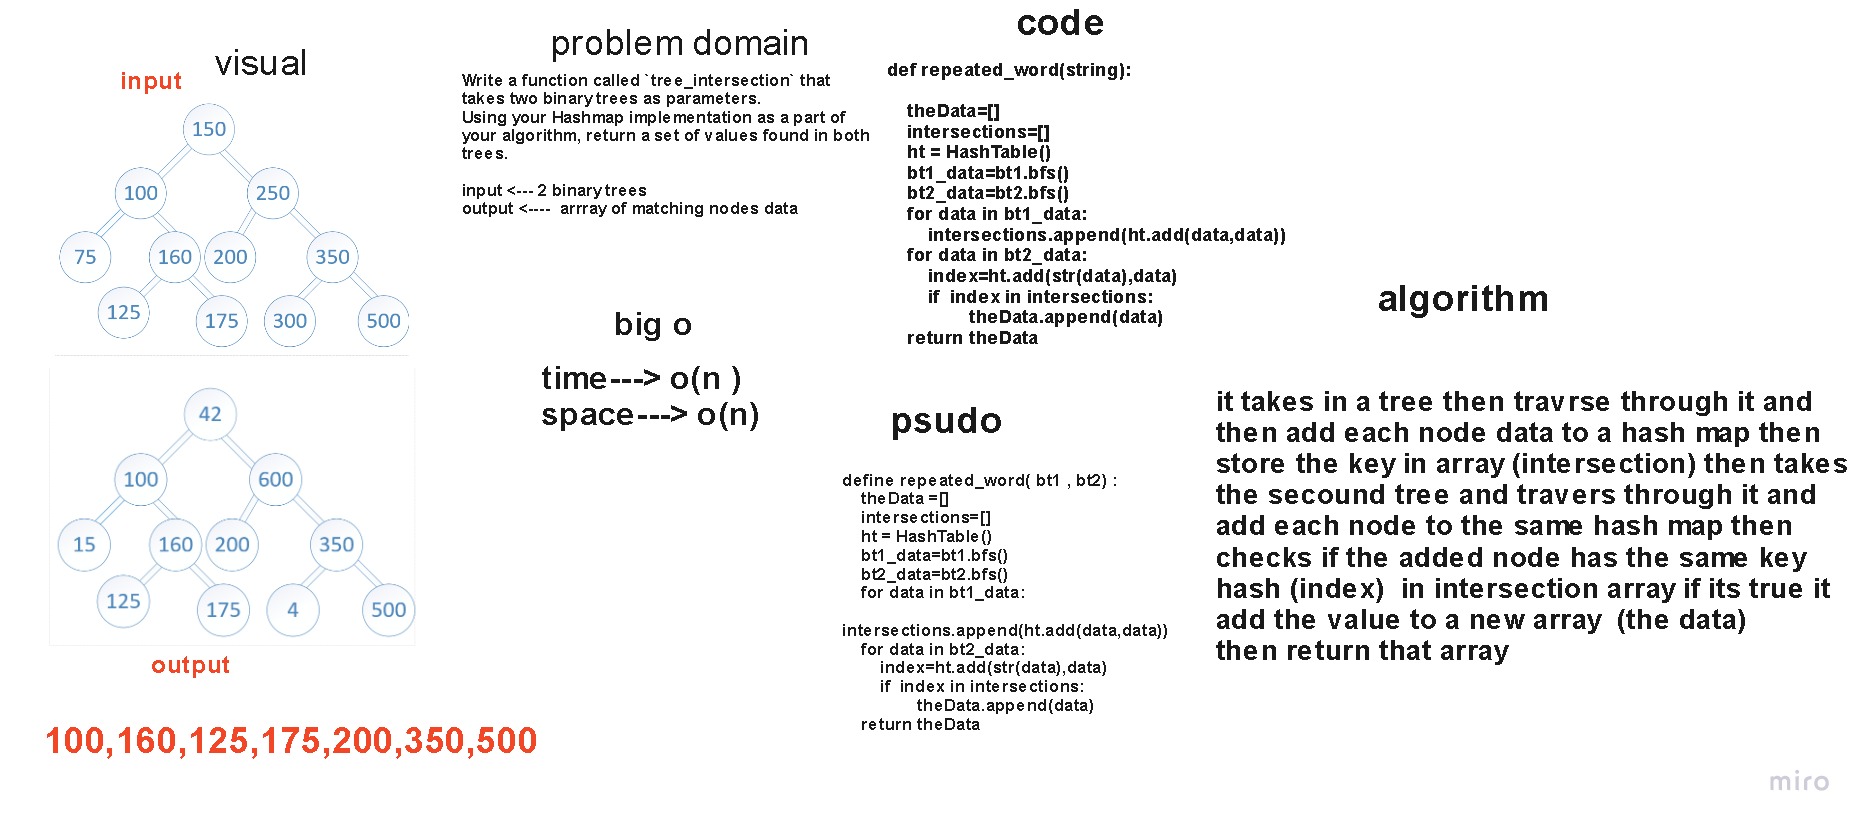 visual
input
150
100
250
75
160
200
350
125
175
300
500
42
100
600
15
160
200
350
125
175
4
500
output
100,160,125,175,200,350,500
problem domain
Write a function called `tree_intersection` that
takes two binary trees as parameters.
Using your Hashmap implementation as a part of
your algorithm, return a set of values found in both
trees.
input <--- 2 binary trees
output <---- arrray of matching nodes data
big o
time---> o(n )
space---> o(n)
code
def repeated_word(string):
theData=[]
intersections=[]
ht = HashTable()
bt1_data=bt1.bfs()
bt2_data=bt2.bfs()
for data in bt1_data:
intersections.append(ht.add(data,data))
for data in bt2_data:
index=ht.add(str(data),data)
if index in intersections:
theData.append(data)
return theData
psudo
define repeated_word( bt1 , bt2) :
theData =[]
intersections=[]
ht = HashTable()
bt1_data=bt1.bfs()
bt2_data=bt2.bfs()
for data in bt1_data:
intersections.append(ht.add(data,data))
for data in bt2_data:
index=ht.add(str(data),data)
if index in intersections:
theData.append(data)
return theData
algorithm
it takes in a tree then travrse through it and
then add each node data to a hash map then
store the key in array (intersection) then takes
the secound tree and travers through it and
add each node to the same hash map then
checks if the added node has the same key
hash (index) in intersection array if its true it
add the value to a new array (the data)
then return that array
miro